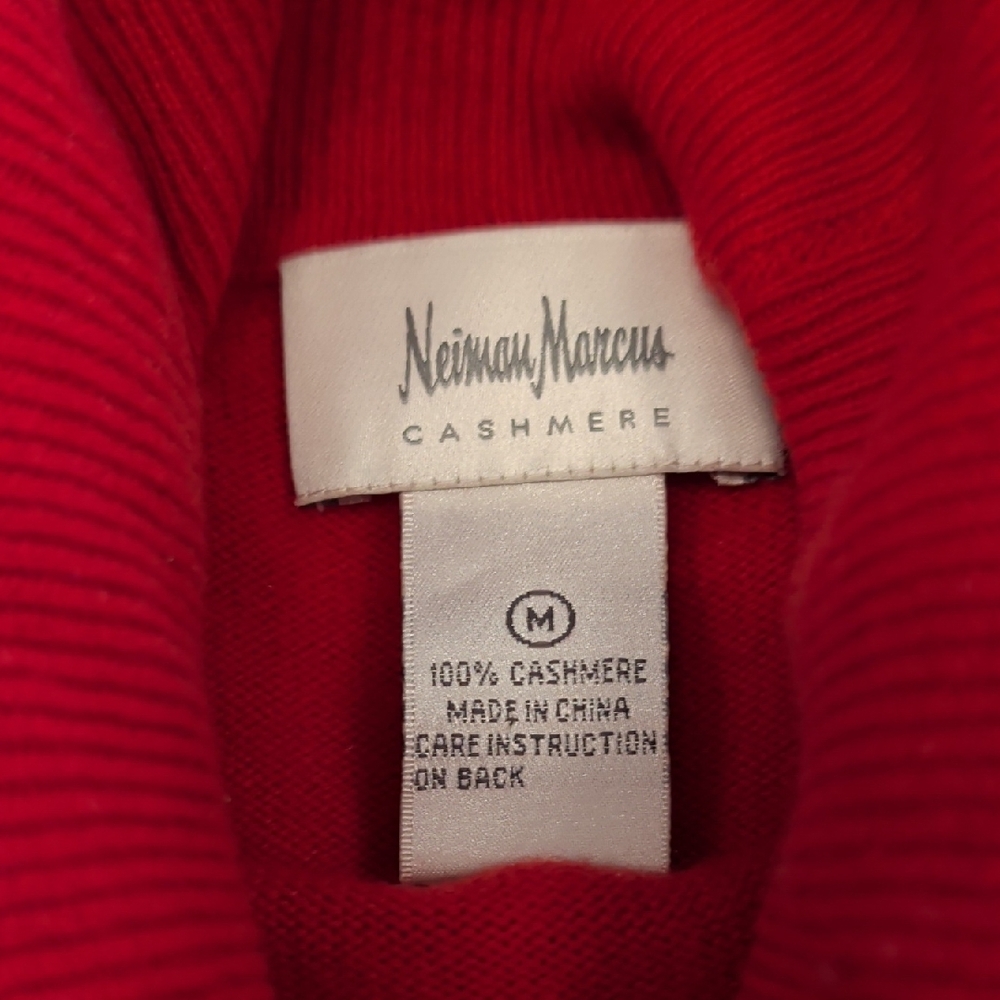 Neiman Marcus
CASHMERE
M
100% CASHMERE
MADE IN CHINA
CARE INSTRUCTION
ON BACK